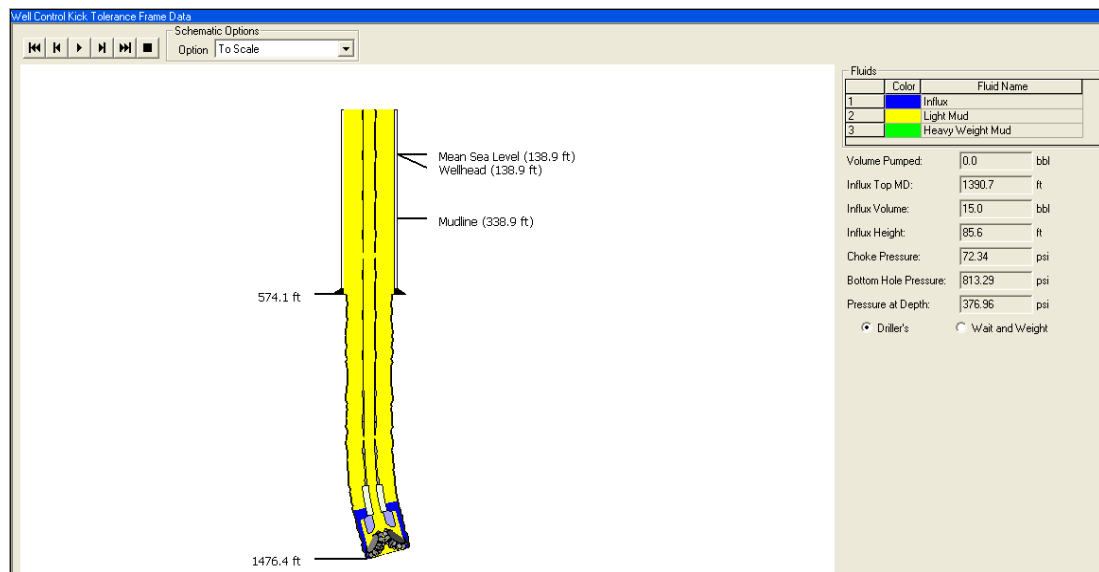 Well Control Kick Tolerance Frame Data
Schematic Options
Option To Scale
Mean Sea Level (138.9 ft)
Wellhead (138.9 ft)
Mudline (338.9 ft)
574.1 ft
1476.4 ft
Fluids
Color Fluid Name
1 Influx
2 Light Mud
3 Heavy Weight Mud
Volume Pumped: 0.0 bbl
Influx Top MD: 1390.7 ft
Influx Volume: 15.0 bbl
Influx Height: 85.6 ft
Choke Pressure: 72.34 psi
Bottom Hole Pressure: 813.29 psi
Pressure at Depth: 376.96 psi
Driller's Wait and Weight